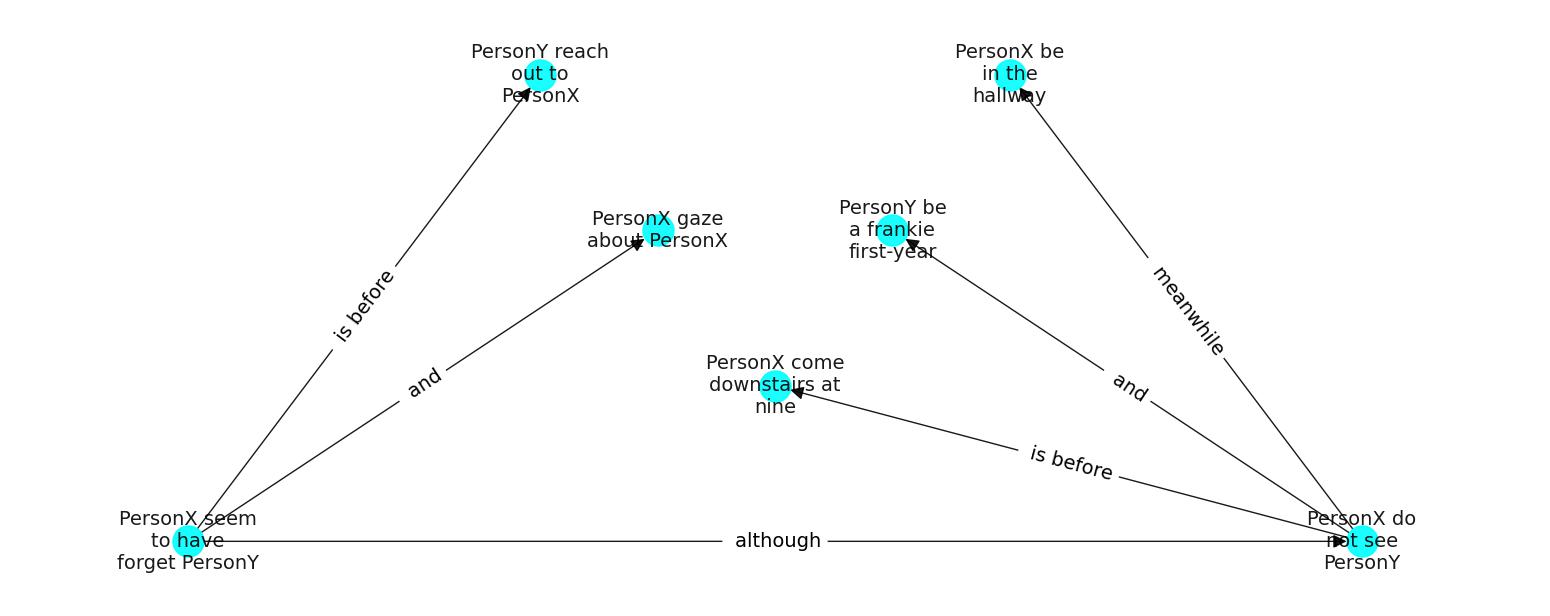 PersonY reach
out to
PersonX
PersonX be
in the
hallway
PersonX gaze
about PersonX
PersonY be
a frankie
first-year
is before
meanwhile
and
and
PersonX come
downstairs at
nine
is before
PersonX seem
to have
forget PersonY
although
PersonX do
not see
PersonY